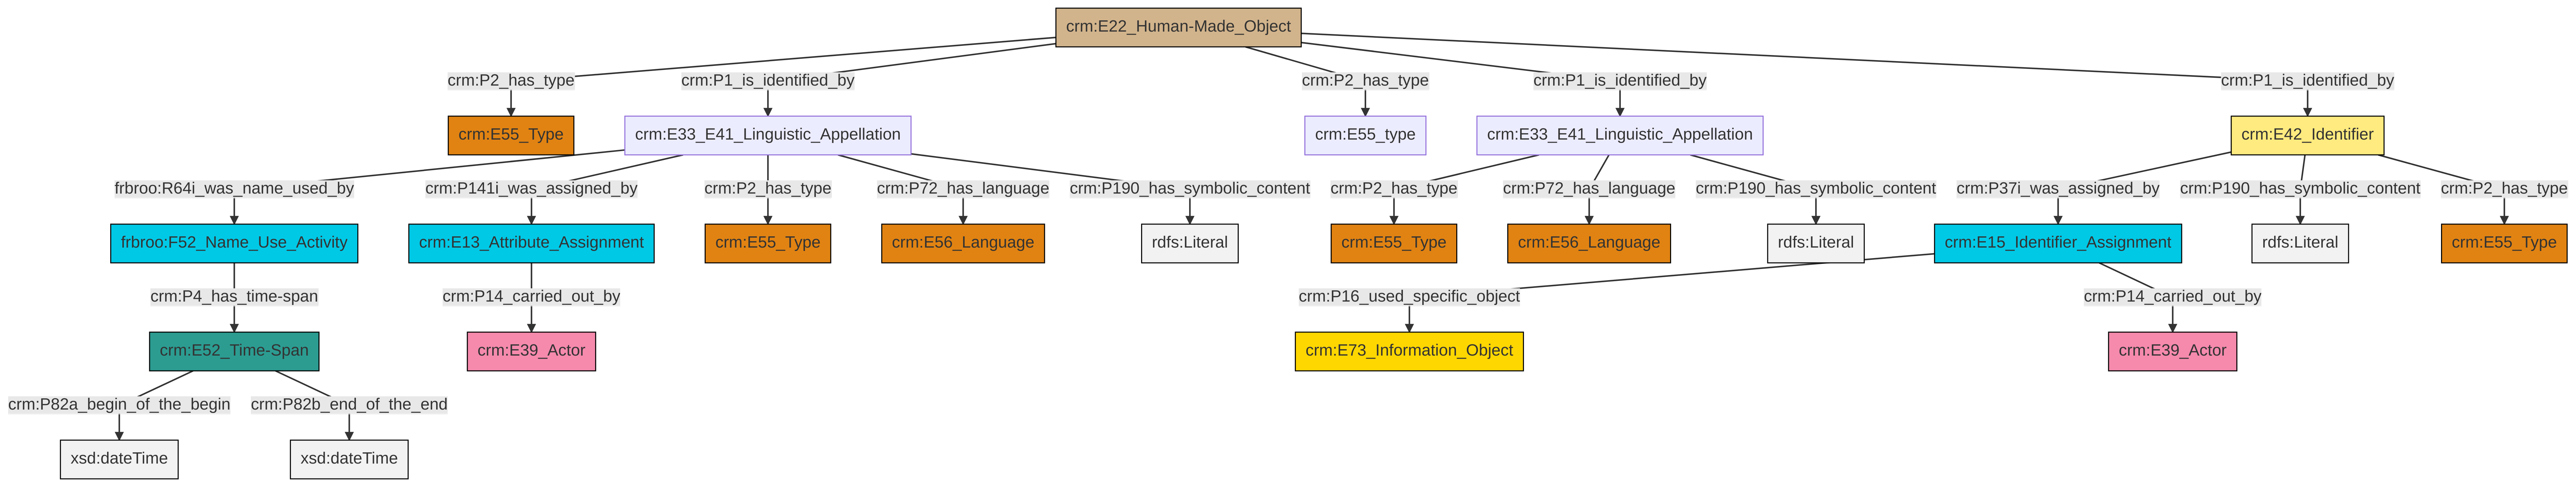 crm:E22_Human-Made_Object
crm:P2_has_type
crm:P1_is_identified_by
crm:P2_has_type
crm:P1_is_identified_by
crm:P1_is_identified_by
crm:E55_Type
crm:E33_E41_Linguistic_Appellation
crm:E55_type
crm:E33_E41_Linguistic_Appellation
crm:E42_Identifier
frbroo:R64i_was_name_used_by
crm:P141i_was_assigned_by
crm:P2_has_type
crm:P72_has_language
crm:P190_has_symbolic_content
crm:P2_has_type
crm:P72_has_language
crm:P190_has_symbolic_content
crm:P37i_was_assigned_by
crm:P190_has_symbolic_content
crm:P2_has_type
frbroo:F52_Name_Use_Activity
crm:E13_Attribute_Assignment
crm:E55_Type
crm:E56_Language
rdfs:Literal
crm:E55_Type
crm:E56_Language
rdfs:Literal
crm:E15_Identifier_Assignment
rdfs:Literal
crm:E55_Type
crm:P4_has_time-span
crm:P14_carried_out_by
crm:P16_used_specific_object
crm:P14_carried_out_by
crm:E52_Time-Span
crm:E39_Actor
crm:E73_Information_Object
crm:E39_Actor
crm:P82a_begin_of_the_begin
crm:P82b_end_of_the_end
xsd:dateTime
xsd:dateTime